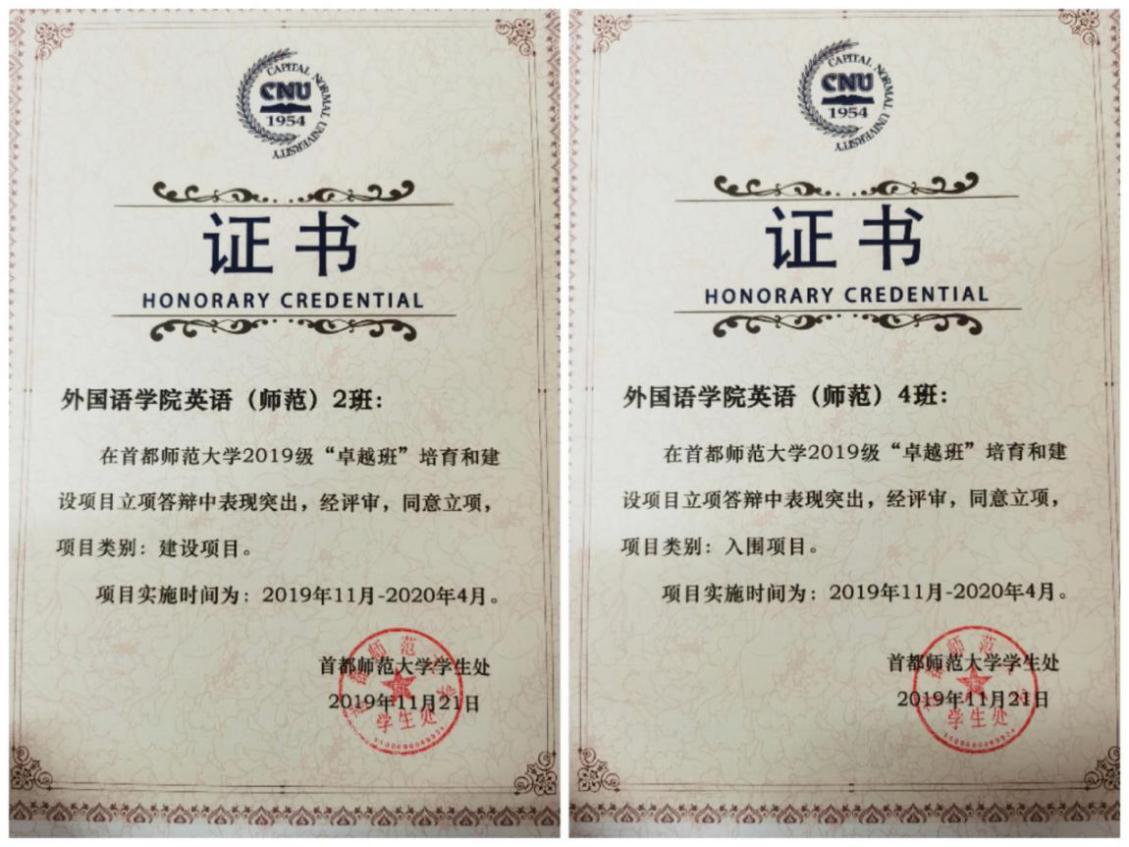 CAPITAL NORMAL UNIVERSITY
CNU
1954
证书
HONORARY CREDENTIAL
外国语学院英语（师范）2班：
在首都师范大学2019级“卓越班”培育和建
设项目立项答辩中表现突出，经评审，同意立项，
项目类别：建设项目。
项目实施时间为：2019年11月-2020年4月。
首都师范大学学生处
2019年11月21日
学生处
CAPITAL NORMAL UNIVERSITY
CNU
1954
证书
HONORARY CREDENTIAL
外国语学院英语（师范）4班：
在首都师范大学2019级“卓越班”培育和建
设项目立项答辩中表现突出，经评审，同意立项，
项目类别：入围项目。
项目实施时间为：2019年11月-2020年4月。
首都师范大学学生处
2019年11月21日
学生处